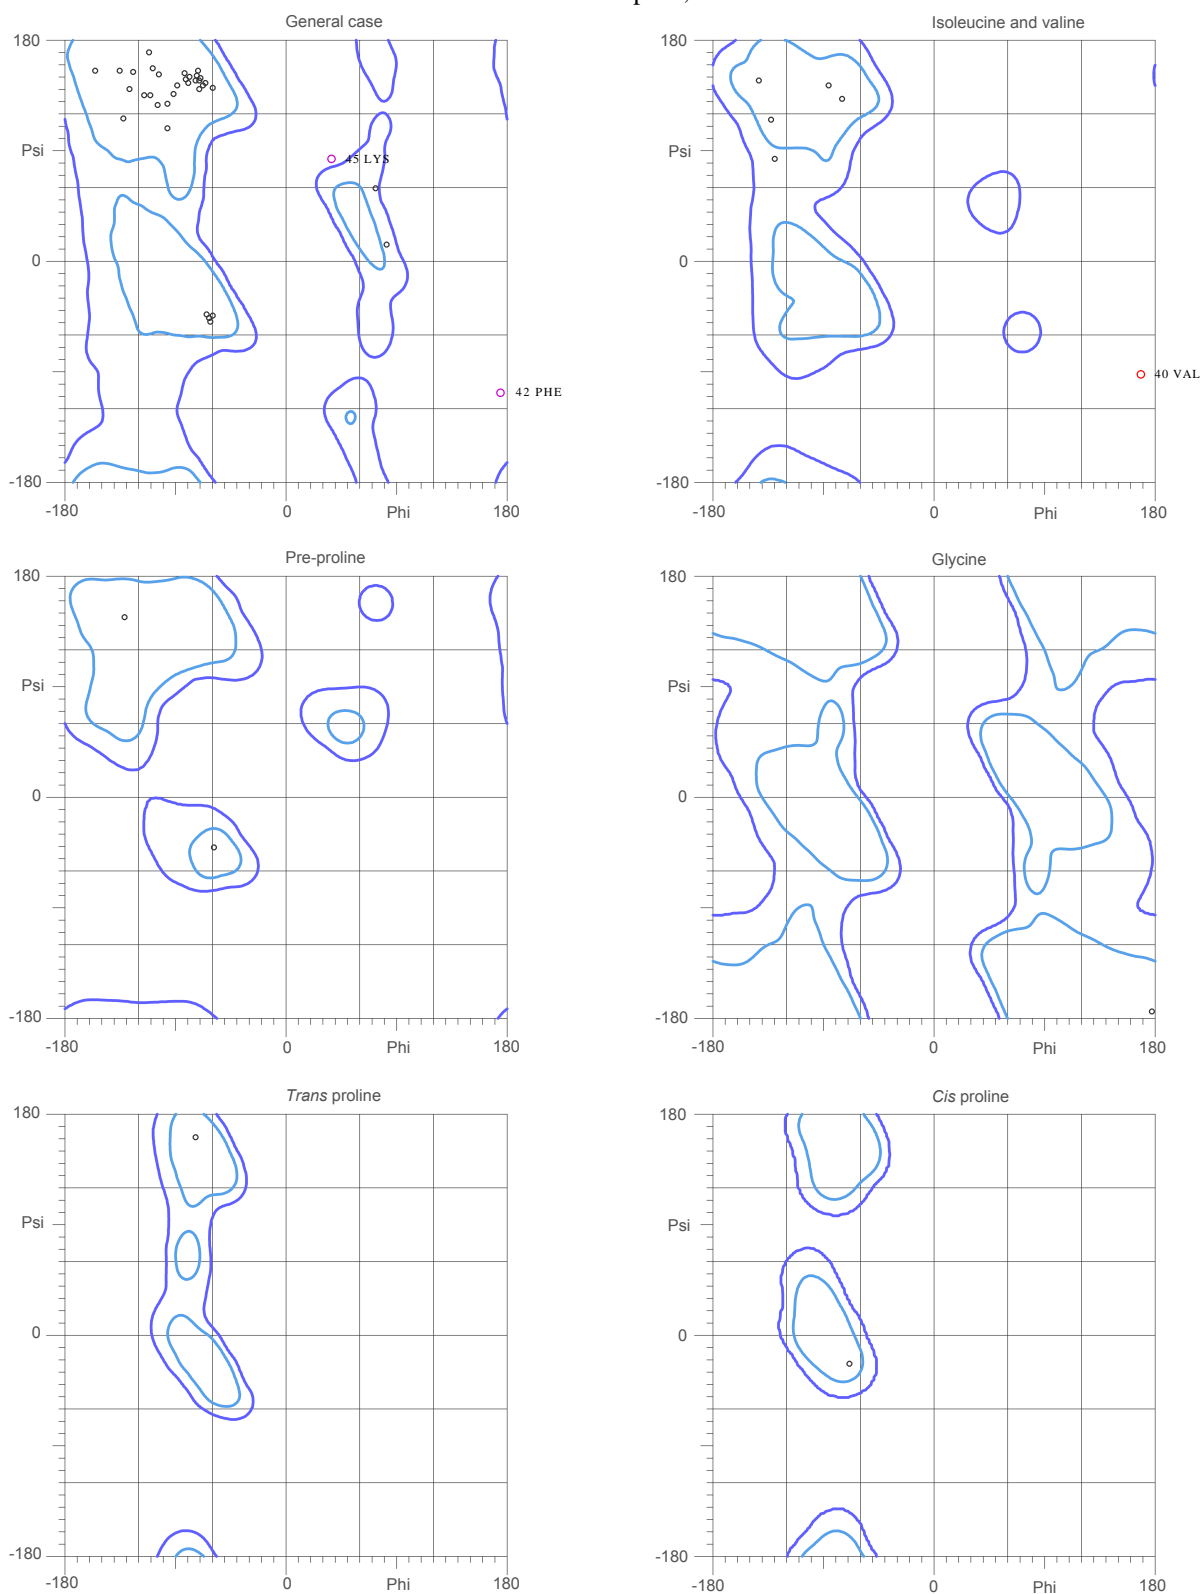 General case
180
Psi
0
-180
-180
0
Phi
180
45 LYS
42 PHE
Isoleucine and valine
180
Psi
0
-180
-180
0
Phi
180
40 VAL
Pre-proline
180
Psi
0
-180
-180
0
Phi
180
Glycine
180
Psi
0
-180
-180
0
Phi
180
Trans proline
180
Psi
0
-180
-180
0
Phi
180
Cis proline
180
Psi
0
-180
-180
0
Phi
180